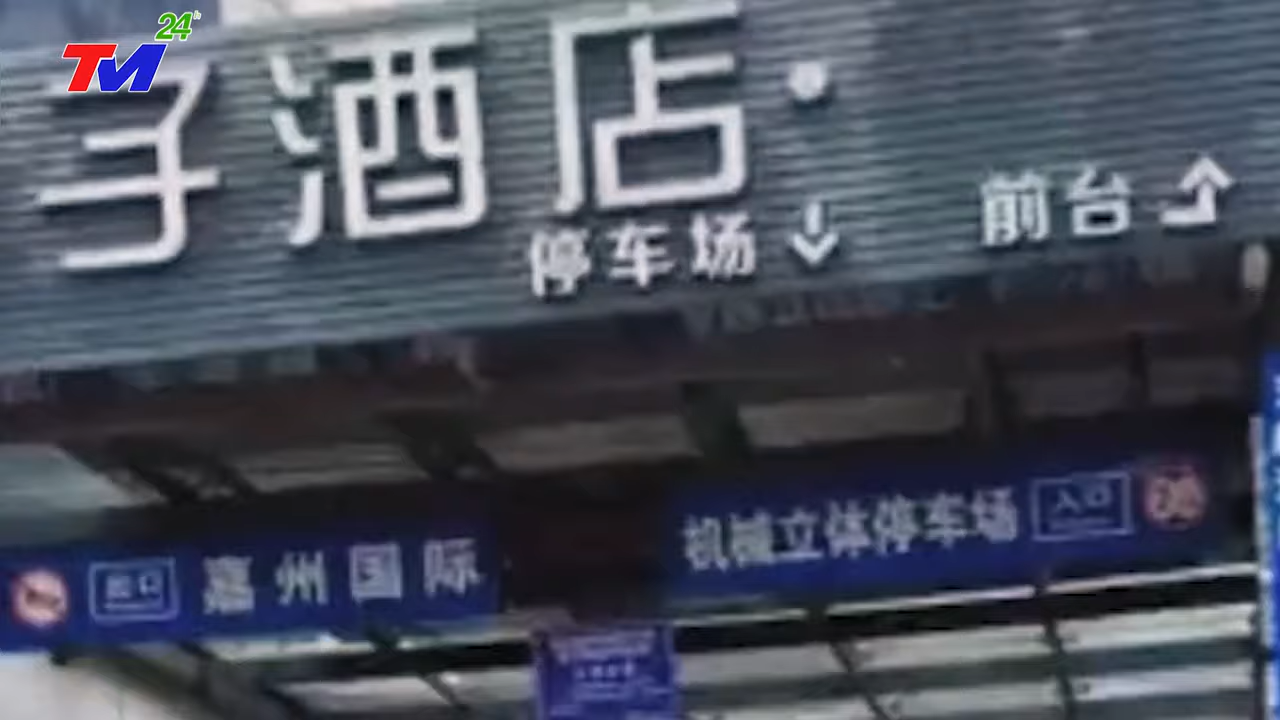 TM 24h
子酒店·
停车场↓
前台
出口 嘉州国际
机械立体停车场 入口